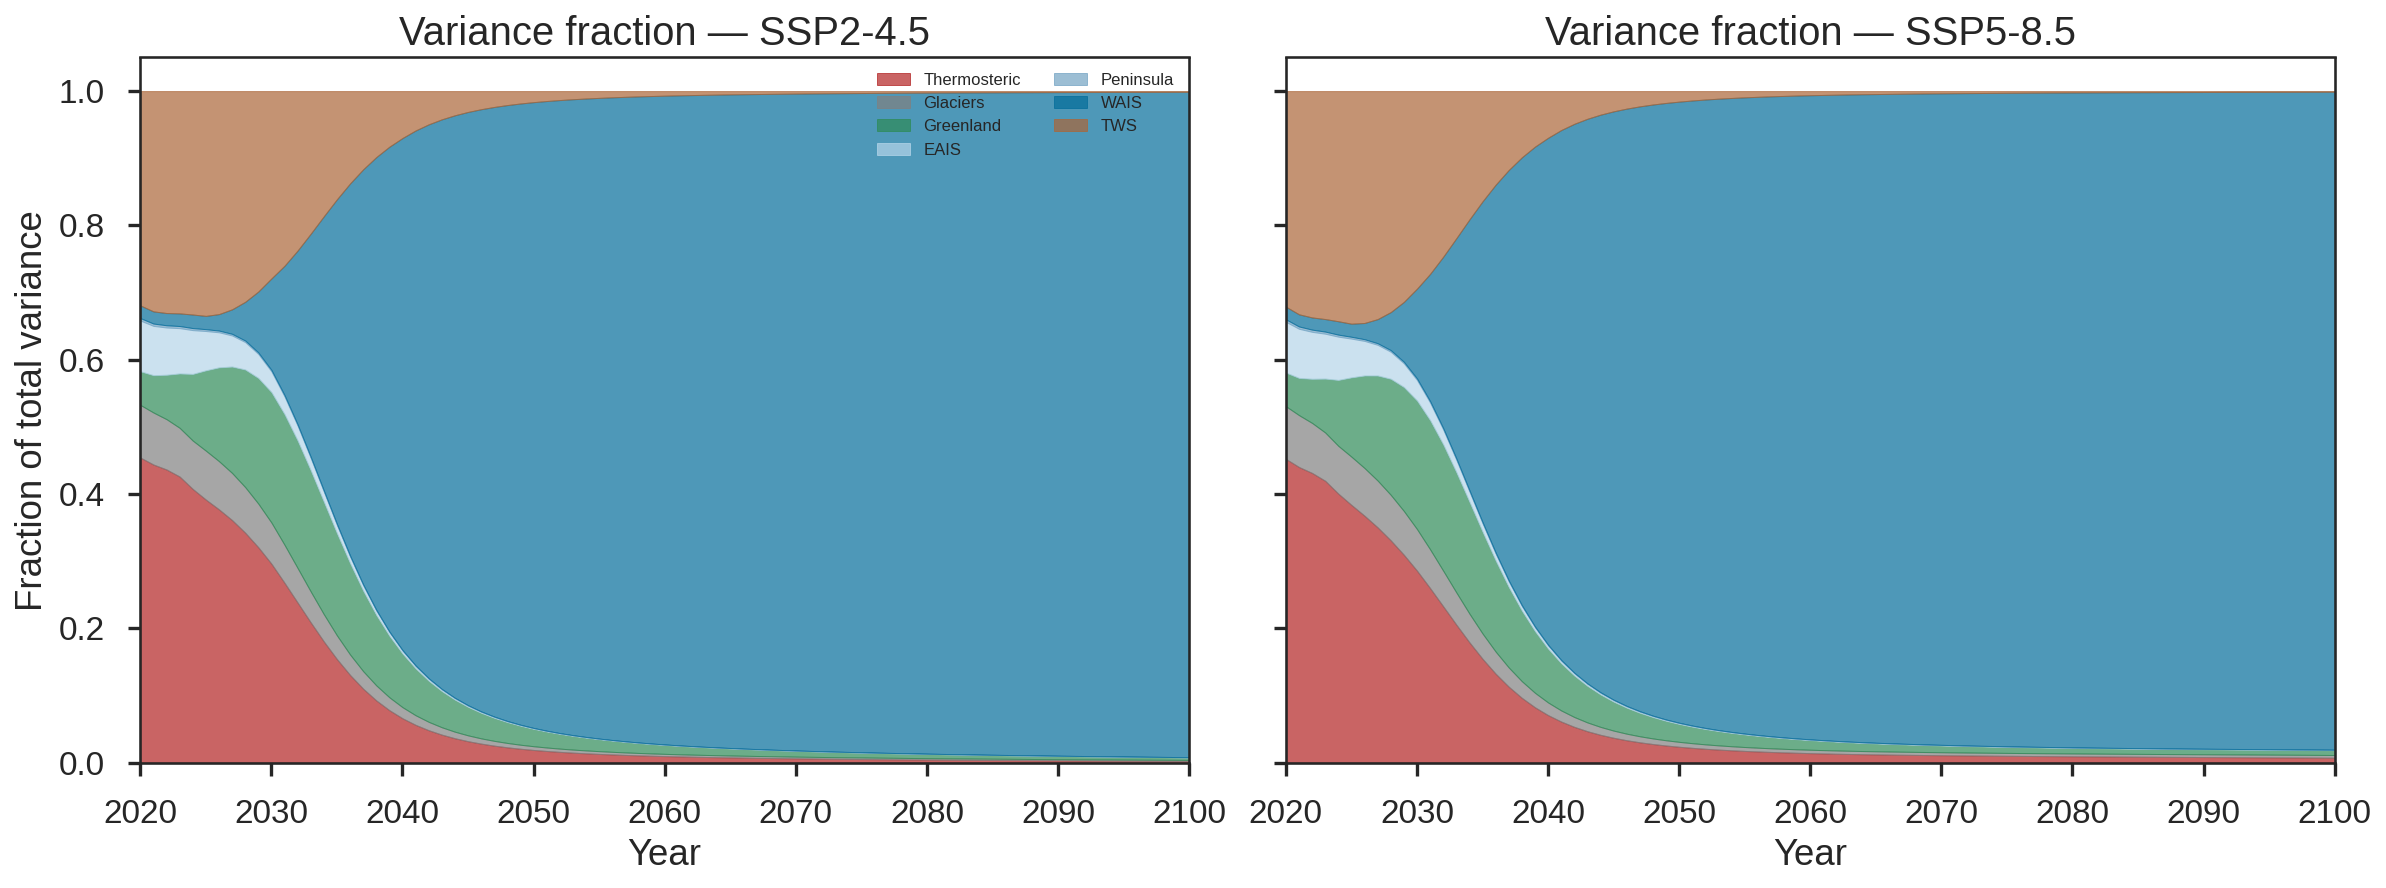 Variance fraction — SSP2-4.5
Variance fraction — SSP5-8.5
Fraction of total variance
1.0
0.8
0.6
0.4
0.2
0.0
Thermosteric
Glaciers
Greenland
EAIS
Peninsula
WAIS
TWS
2020 2030 2040 2050 2060 2070 2080 2090 2100
Year
2020 2030 2040 2050 2060 2070 2080 2090 2100
Year